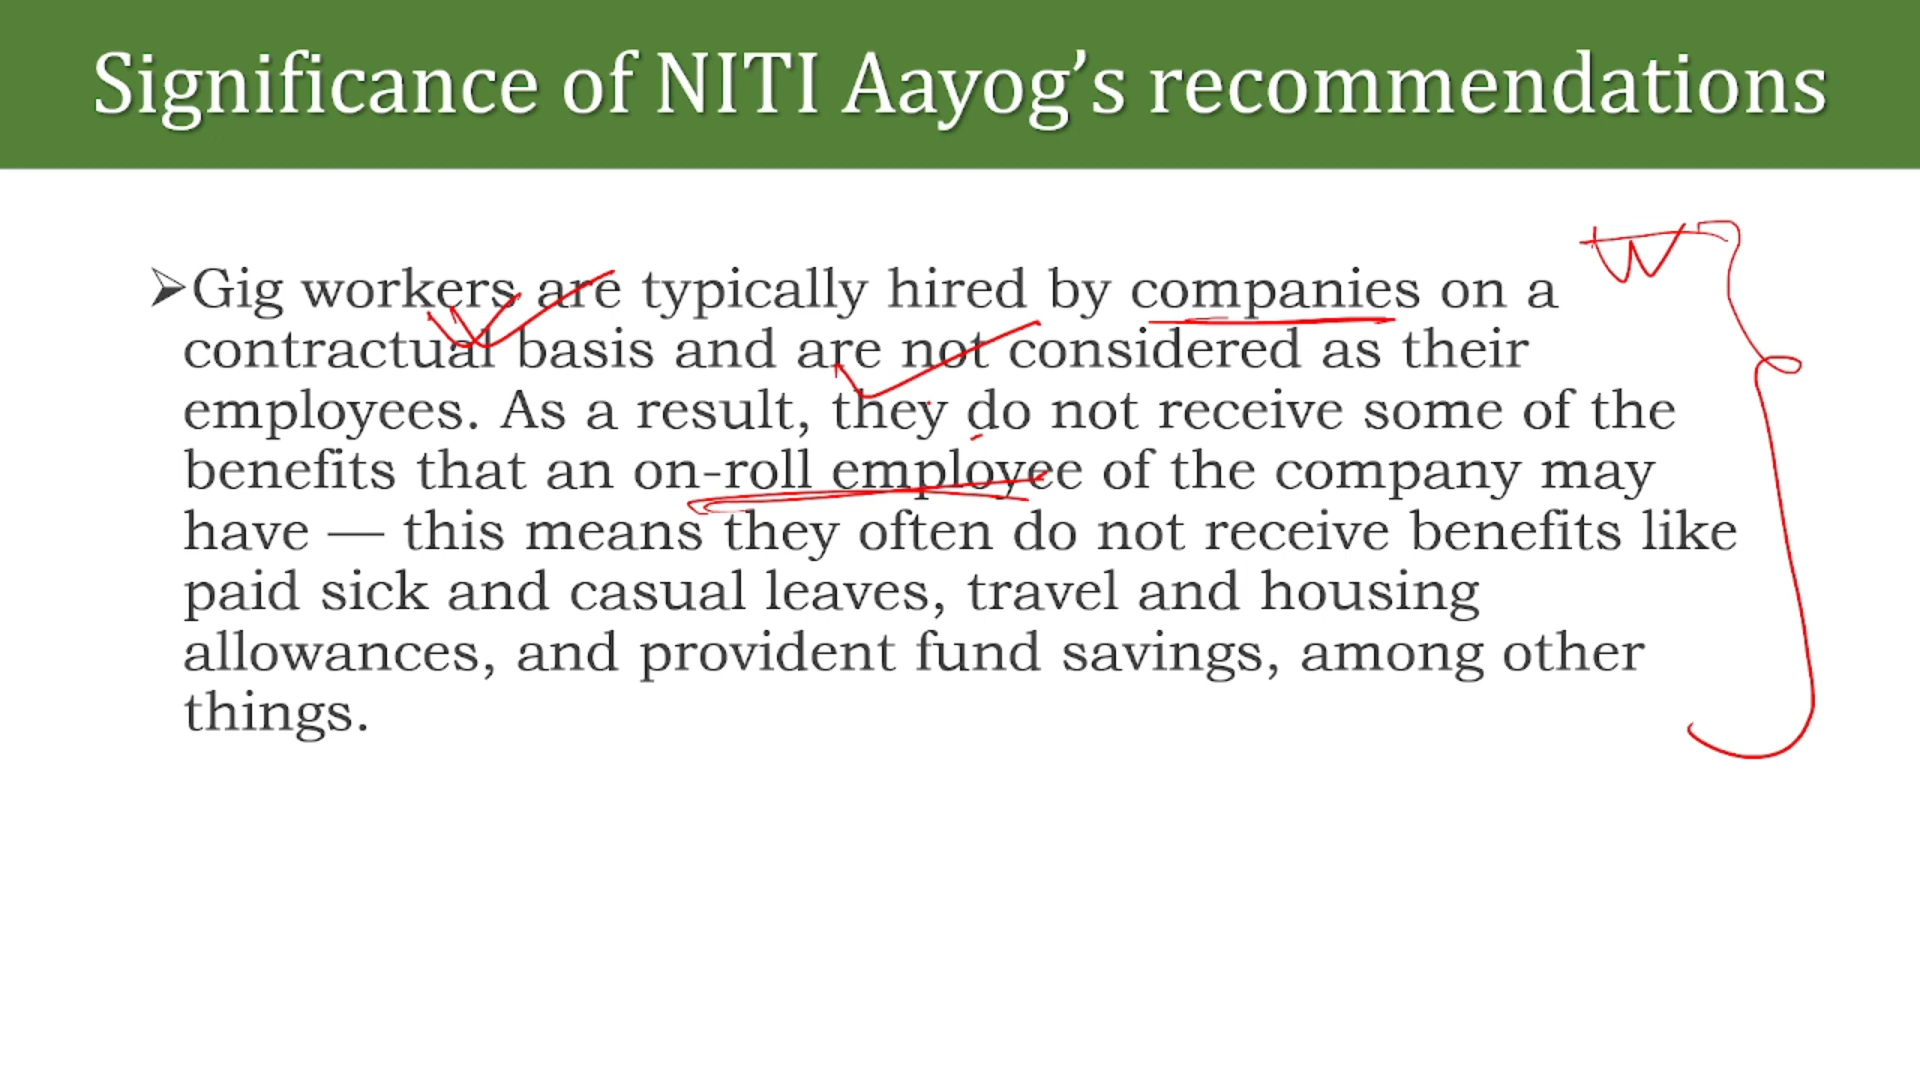 Significance of NITI Aayog’s recommendations
➢Gig workers are typically hired by companies on a
contractual basis and are not considered as their
employees. As a result, they do not receive some of the
benefits that an on-roll employee of the company may
have — this means they often do not receive benefits like
paid sick and casual leaves, travel and housing
allowances, and provident fund savings, among other
things.